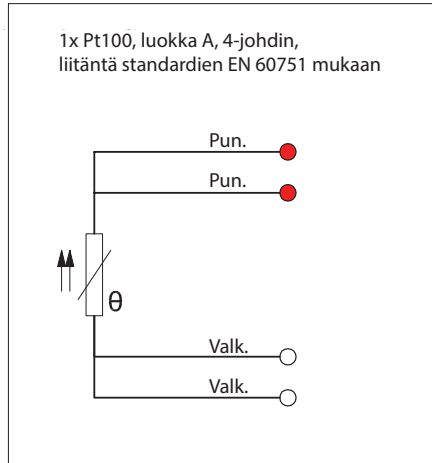 1x Pt100, luokka A, 4-johdin,
liitäntä standardien EN 60751 mukaan
Pun.
Pun.
θ
Valk.
Valk.